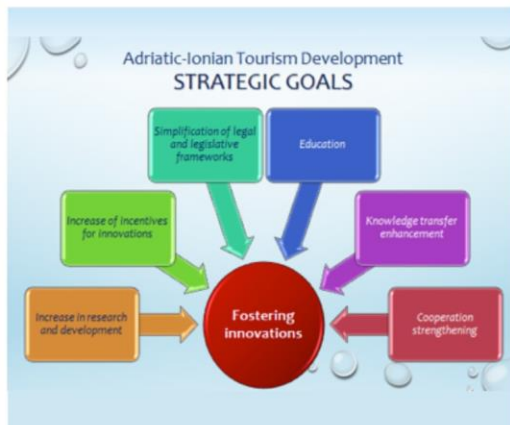 Adriatic-Ionian Tourism Development
STRATEGIC GOALS
Simplification of legal
and legislative
frameworks
Education
Increase of incentives
for innovations
Knowledge transfer
enhancement
Increase in research
and development
Fostering
innovations
Cooperation
strengthening